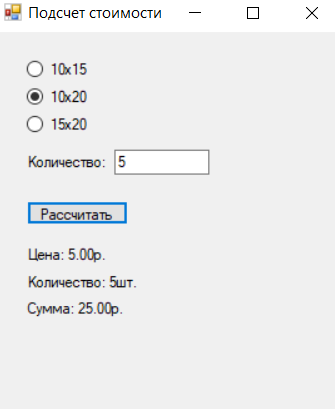 Подсчет стоимости
10x15
10x20
15x20
Количество: 5
Рассчитать
Цена: 5.00р.
Количество: 5шт.
Сумма: 25.00р.